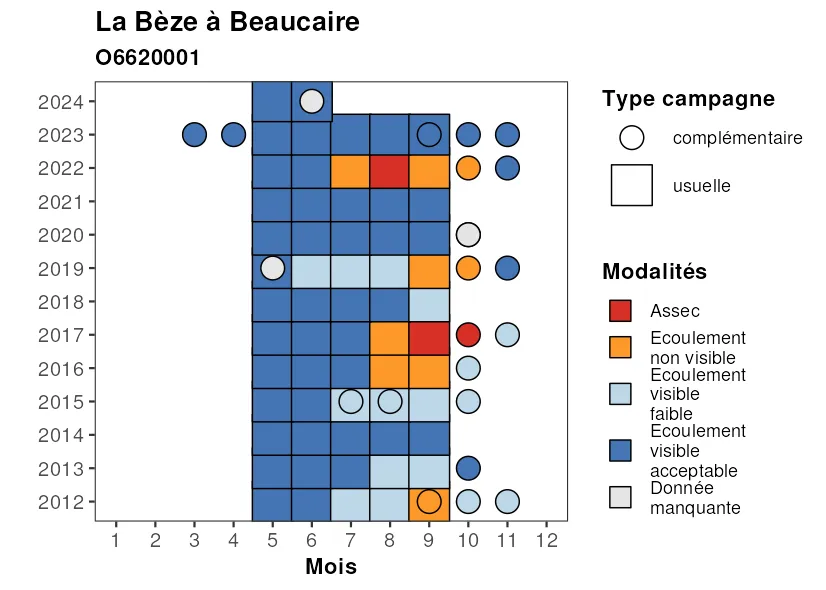 La Bèze à Beaucaire
O6620001
2024
2023
2022
2021
2020
2019
2018
2017
2016
2015
2014
2013
2012
1 2 3 4 5 6 7 8 9 10 11 12
Mois
Type campagne
complémentaire
usuelle
Modalités
Assec
Ecoulement
non visible
Ecoulement
visible
faible
Ecoulement
visible
acceptable
Donnée
manquante